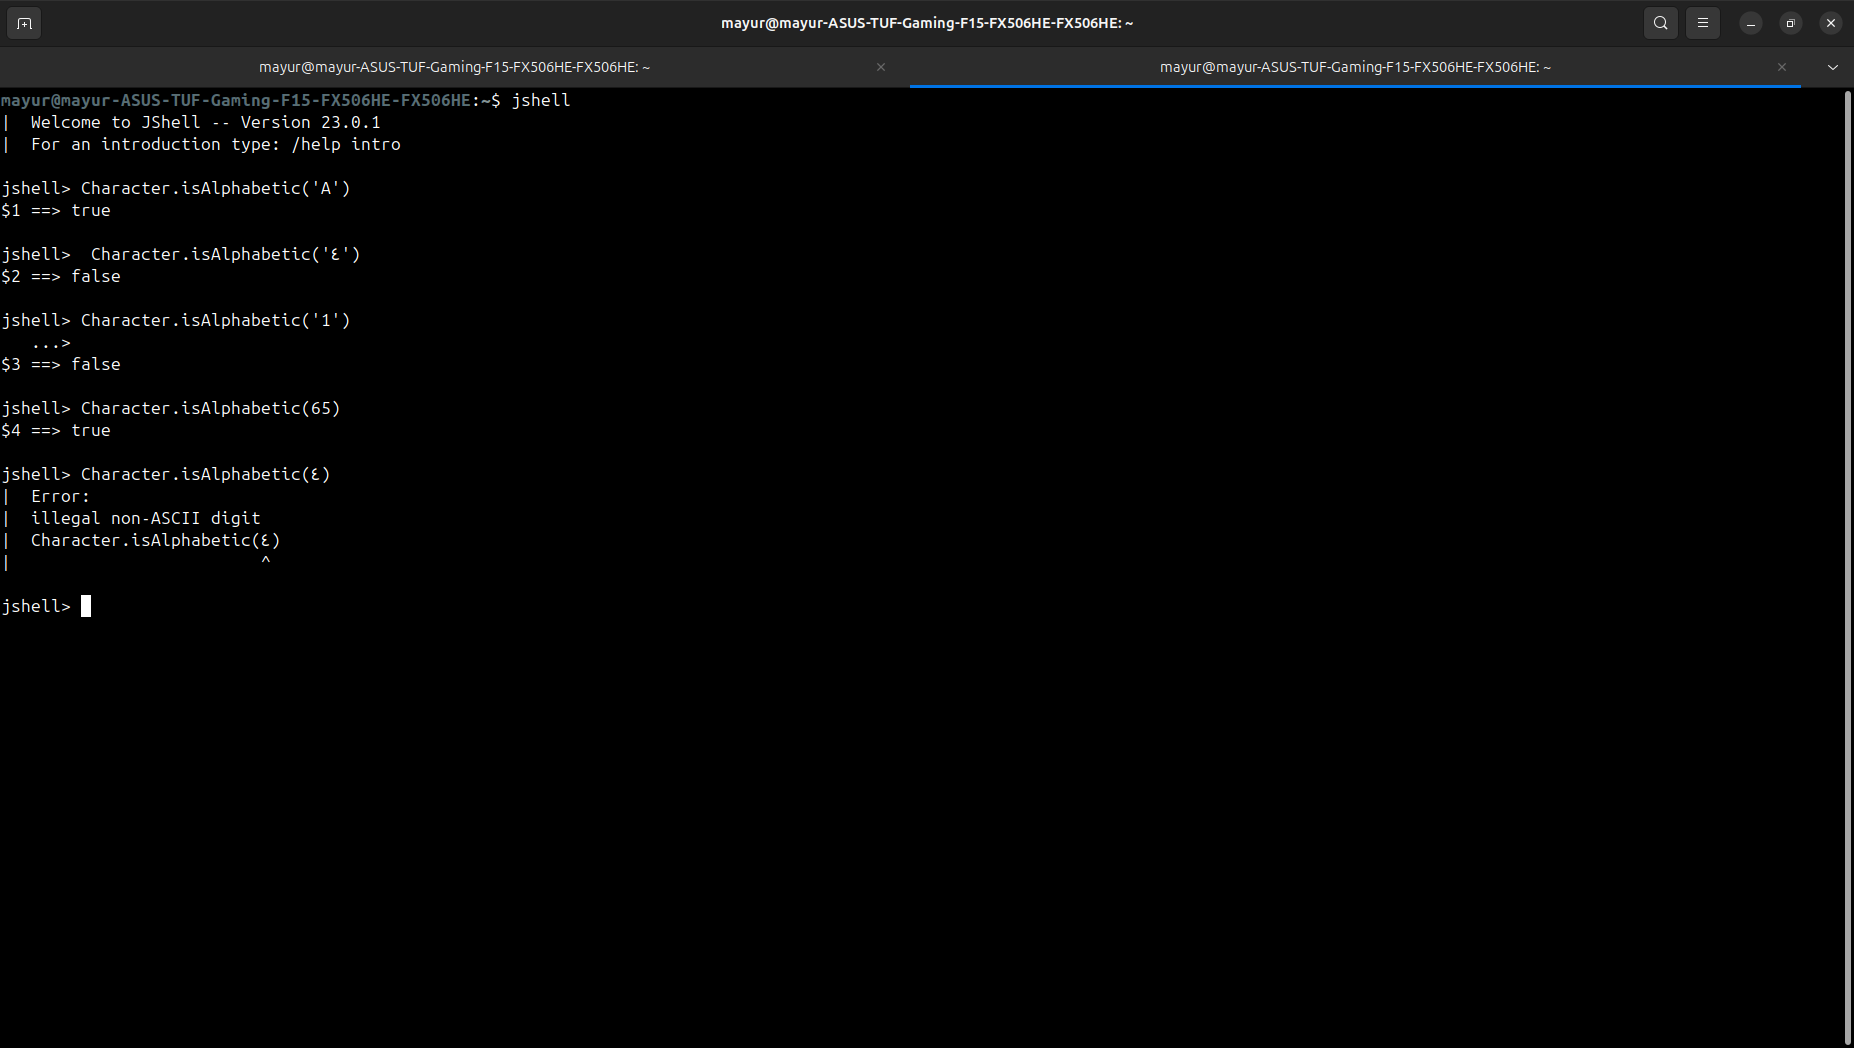 mayur@mayur-ASUS-TUF-Gaming-F15-FX506HE-FX506HE: ~
mayur@mayur-ASUS-TUF-Gaming-F15-FX506HE-FX506HE: ~
mayur@mayur-ASUS-TUF-Gaming-F15-FX506HE-FX506HE: ~
mayur@mayur-ASUS-TUF-Gaming-F15-FX506HE-FX506HE:~$ jshell
|  Welcome to JShell -- Version 23.0.1
|  For an introduction type: /help intro
jshell> Character.isAlphabetic('A')
$1 ==> true
jshell>  Character.isAlphabetic('٤')
$2 ==> false
jshell> Character.isAlphabetic('1')
   ...>
$3 ==> false
jshell> Character.isAlphabetic(65)
$4 ==> true
jshell> Character.isAlphabetic(٤)
|  Error:
|  illegal non-ASCII digit
|  Character.isAlphabetic(٤)
|                         ^
jshell>